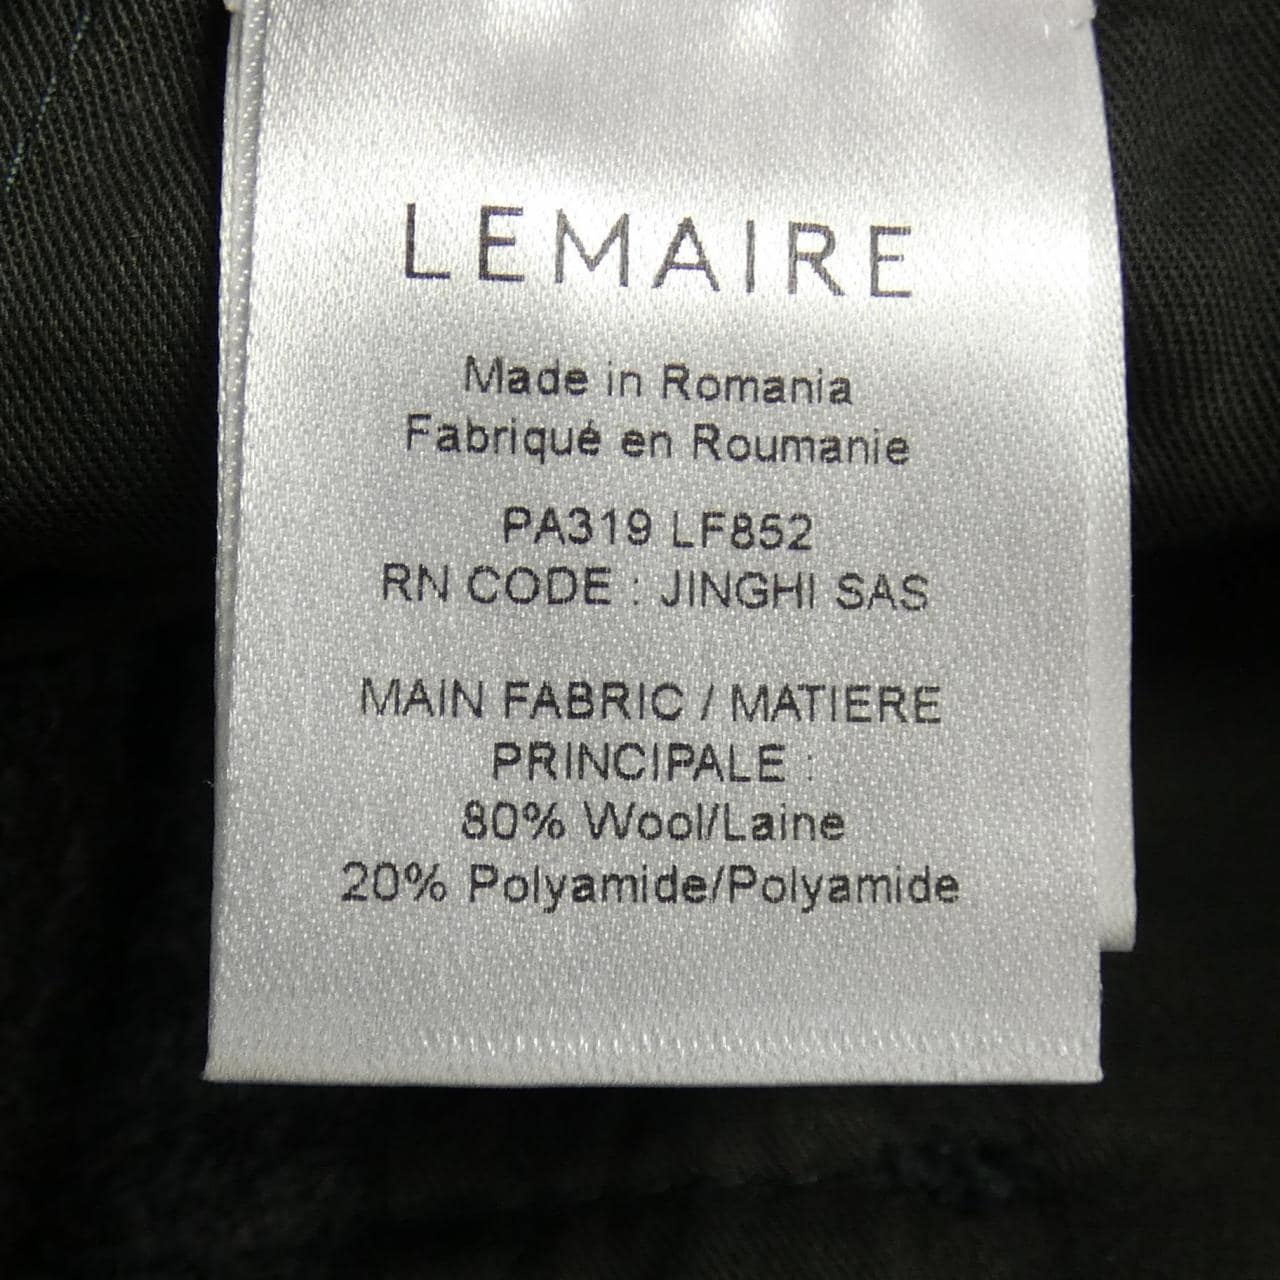 LEMAIRE
Made in Romania
Fabriqué en Roumanie
PA319 LF852
RN CODE : JINGHI SAS
MAIN FABRIC / MATIERE
PRINCIPALE :
80% Wool/Laine
20% Polyamide/Polyamide